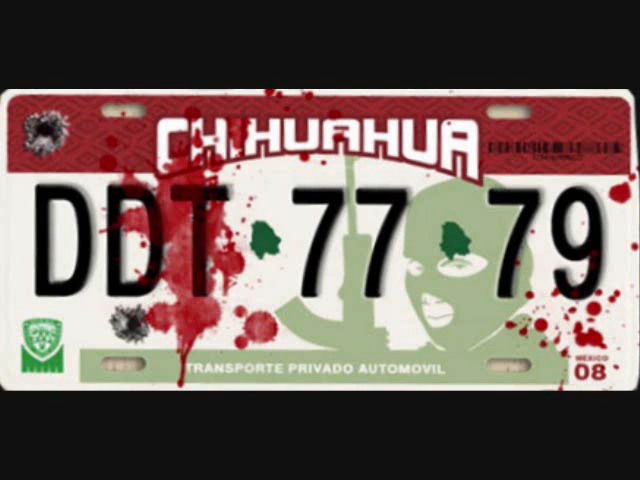 CHIHUAHUA
DDT 77 79
TRANSPORTE PRIVADO AUTOMOVIL
MEXICO
08